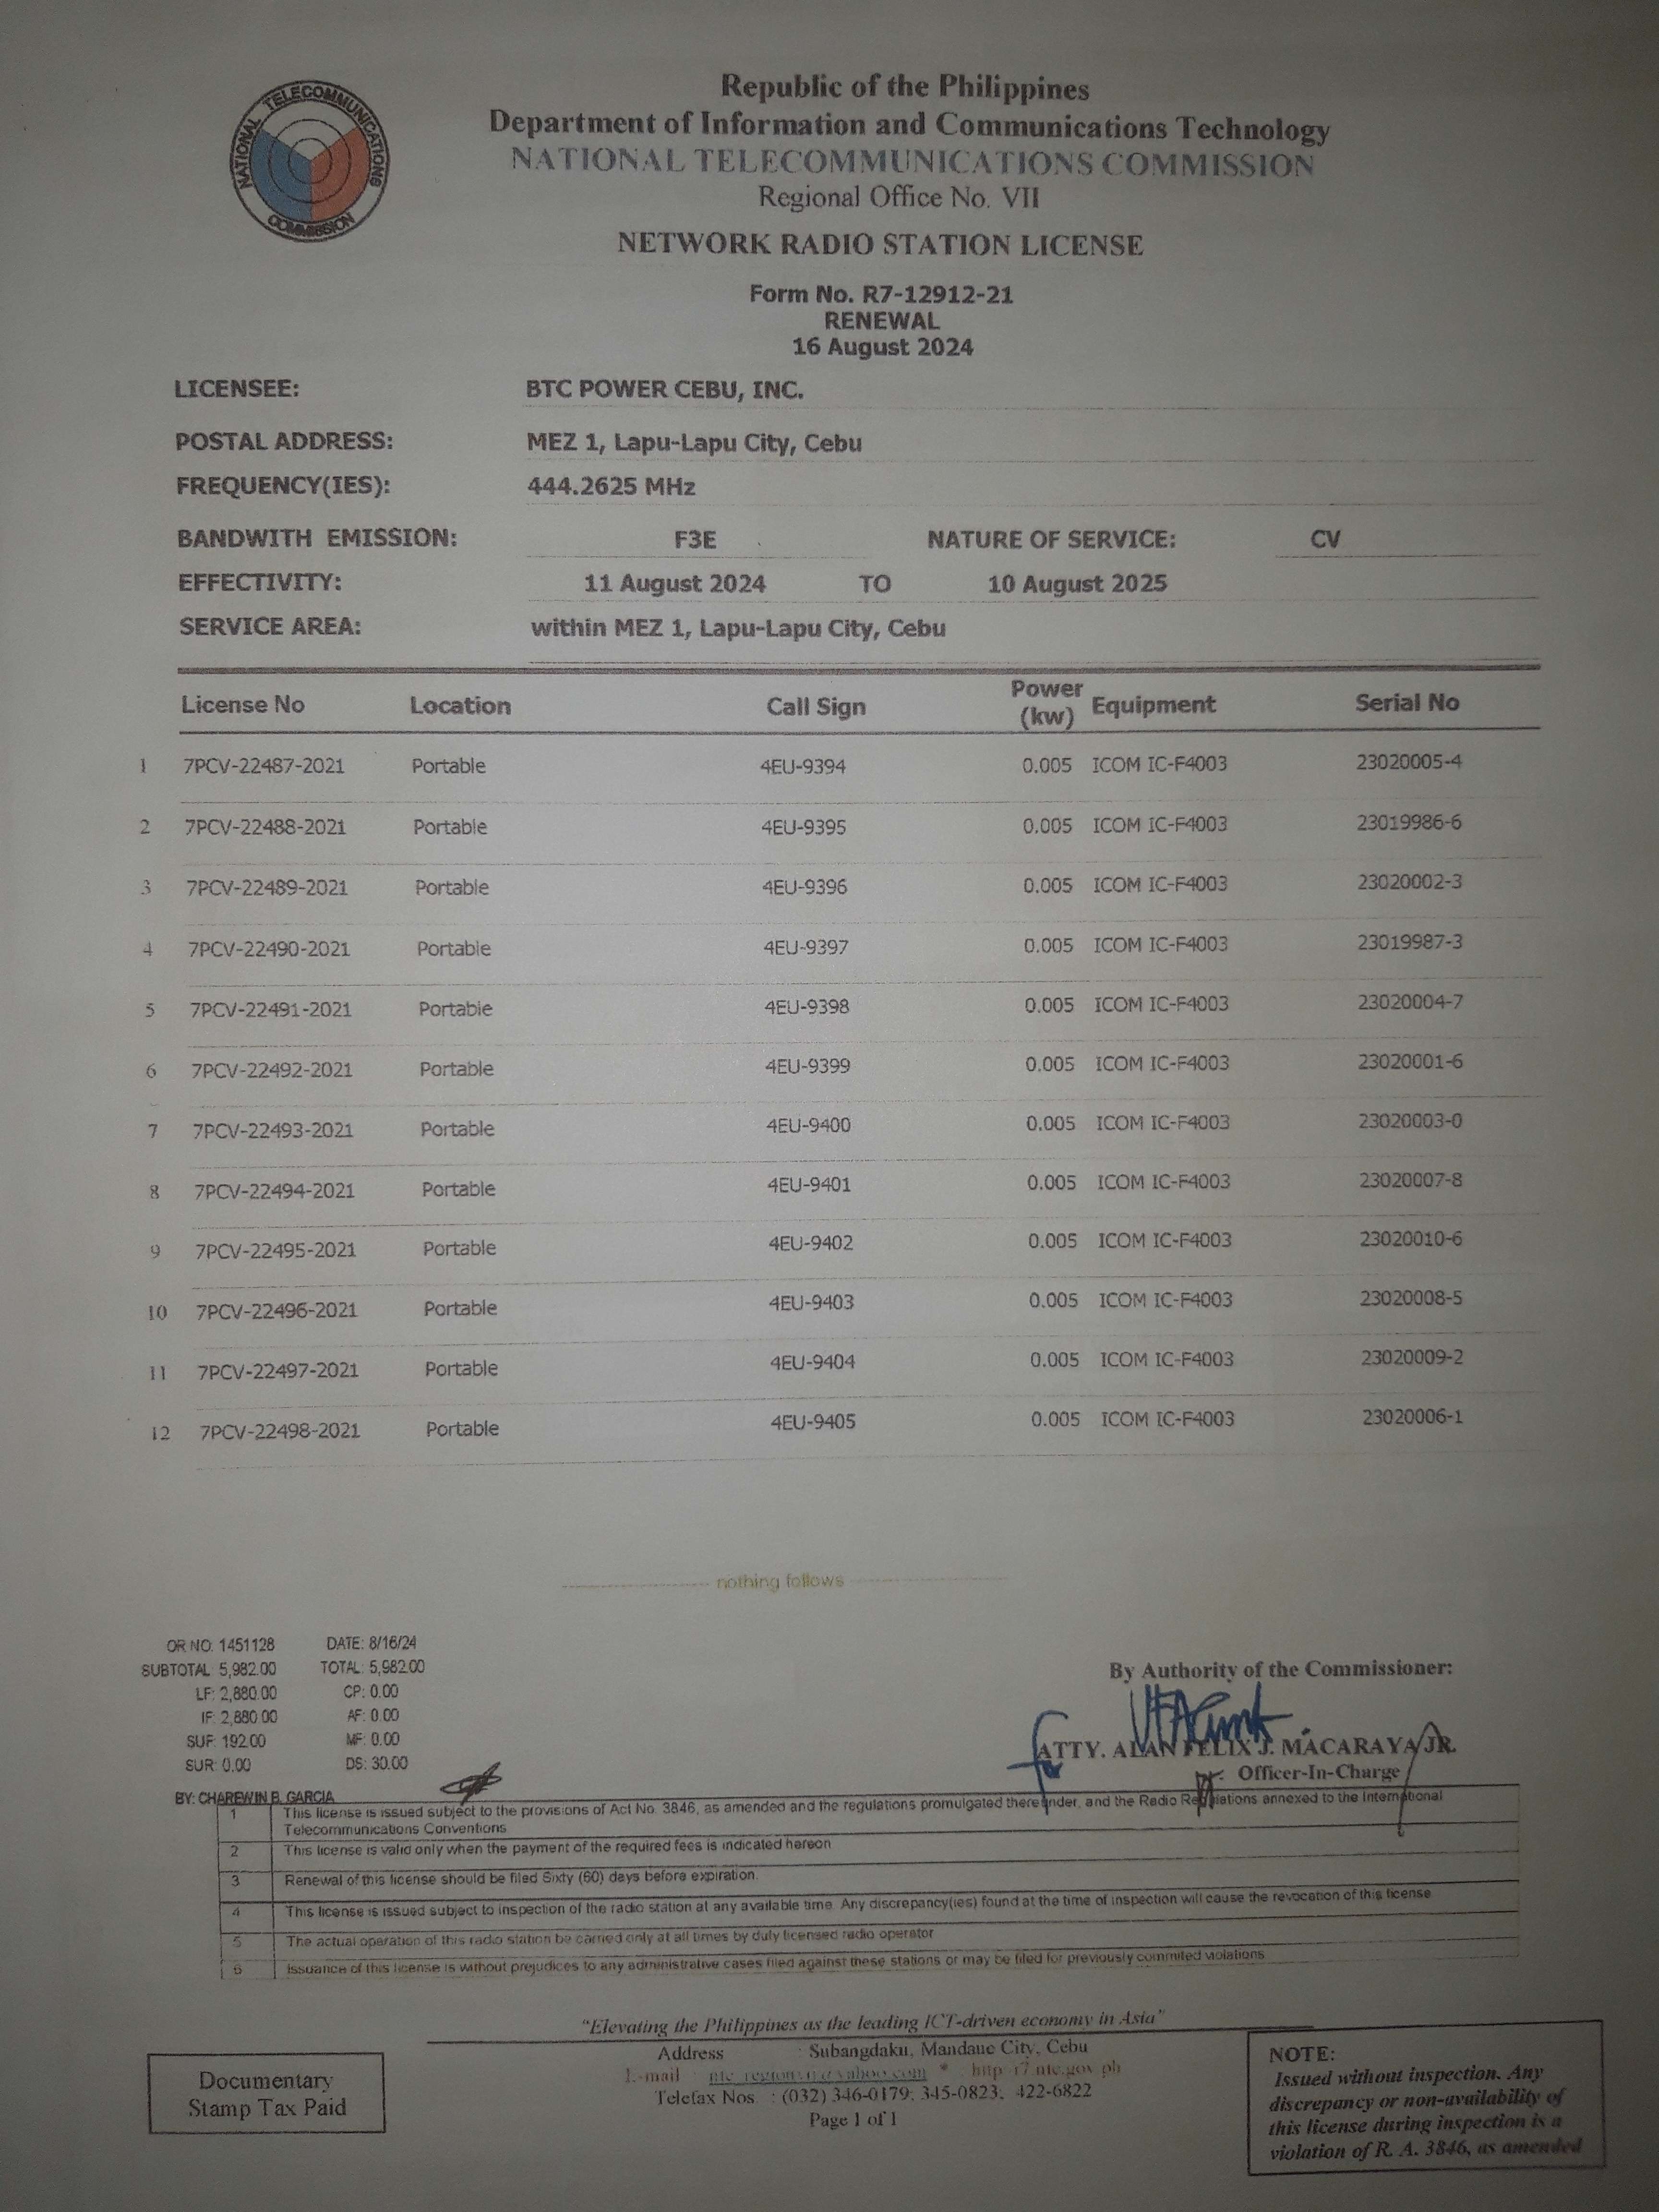 NATIONAL TELECOMMUNICATIONS COMMISSION
Republic of the Philippines
Department of Information and Communications Technology
NATIONAL TELECOMMUNICATIONS COMMISSION
Regional Office No. VII
NETWORK RADIO STATION LICENSE
Form No. R7-12912-21
RENEWAL
16 August 2024
LICENSEE: BTC POWER CEBU, INC.
POSTAL ADDRESS: MEZ 1, Lapu-Lapu City, Cebu
FREQUENCY(IES): 444.2625 MHz
BANDWITH EMISSION: F3E NATURE OF SERVICE: CV
EFFECTIVITY: 11 August 2024 TO 10 August 2025
SERVICE AREA: within MEZ 1, Lapu-Lapu City, Cebu
License No Location Call Sign Power (kw) Equipment Serial No
1 7PCV-22487-2021 Portable 4EU-9394 0.005 ICOM IC-F4003 23020005-4
2 7PCV-22488-2021 Portable 4EU-9395 0.005 ICOM IC-F4003 23019986-6
3 7PCV-22489-2021 Portable 4EU-9396 0.005 ICOM IC-F4003 23020002-3
4 7PCV-22490-2021 Portable 4EU-9397 0.005 ICOM IC-F4003 23019987-3
5 7PCV-22491-2021 Portable 4EU-9398 0.005 ICOM IC-F4003 23020004-7
6 7PCV-22492-2021 Portable 4EU-9399 0.005 ICOM IC-F4003 23020001-6
7 7PCV-22493-2021 Portable 4EU-9400 0.005 ICOM IC-F4003 23020003-0
8 7PCV-22494-2021 Portable 4EU-9401 0.005 ICOM IC-F4003 23020007-8
9 7PCV-22495-2021 Portable 4EU-9402 0.005 ICOM IC-F4003 23020010-6
10 7PCV-22496-2021 Portable 4EU-9403 0.005 ICOM IC-F4003 23020008-5
11 7PCV-22497-2021 Portable 4EU-9404 0.005 ICOM IC-F4003 23020009-2
12 7PCV-22498-2021 Portable 4EU-9405 0.005 ICOM IC-F4003 23020006-1
nothing follows
OR NO: 1451128 DATE: 8/16/24
SUBTOTAL: 5,982.00 TOTAL: 5,982.00
LF: 2,880.00 CP: 0.00
IF: 2,880.00 AF: 0.00
SUF: 192.00 MF: 0.00
SUR: 0.00 DS: 30.00
BY: CHAREWIN B. GARCIA
By Authority of the Commissioner:
ATTY. ALAN FELIX J. MACARAYA JR.
Officer-In-Charge
1 This license is issued subject to the provisions of Act No. 3846, as amended and the regulations promulgated thereunder, and the Radio Regulations annexed to the International
Telecommunications Conventions
2 This license is valid only when the payment of the required fees is indicated hereon
3 Renewal of this license should be filed Sixty (60) days before expiration.
4 This license is issued subject to inspection of the radio station at any available time. Any discrepancy(ies) found at the time of inspection will cause the revocation of this license
5 The actual operation of this radio station be carried only at all times by duly licensed radio operator
6 Issuance of this license is without prejudices to any administrative cases filed against these stations or may be filed for previously commited violations
"Elevating the Philippines as the leading ICT-driven economy in Asia"
Address : Subangdaku, Mandaue City, Cebu
E-mail
Telefax Nos. : (032) 346-0179; 345-0823; 422-6822
Page 1 of 1
Documentary
Stamp Tax Paid
NOTE:
Issued without inspection. Any
discrepancy or non-availability of
this license during inspection is a
violation of R. A. 3846, as amended